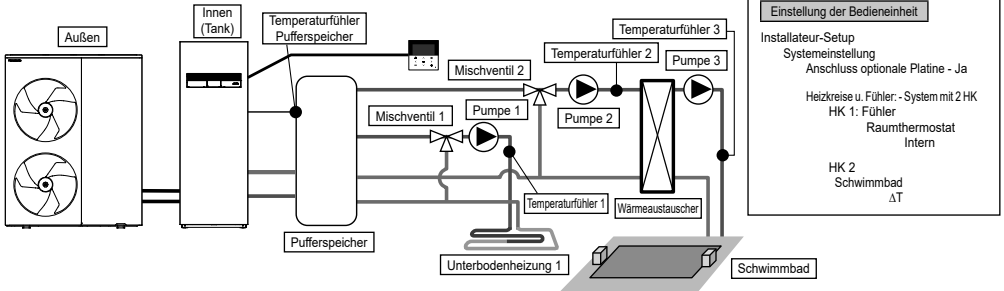 Außen
Innen
(Tank)
Temperaturfühler
Pufferspeicher
Mischventil 1
Pumpe 1
Mischventil 2
Temperaturfühler 2
Pumpe 2
Temperaturfühler 3
Pumpe 3
Temperaturfühler 1
Wärmeaustauscher
Pufferspeicher
Unterbodenheizung 1
Schwimmbad
Einstellung der Bedieneinheit
Installateur-Setup
Systemeinstellung
Anschluss optionale Platine - Ja
Heizkreise u. Fühler: - System mit 2 HK
HK 1: Fühler
Raumthermostat
Intern
HK 2
Schwimmbad
ΔT